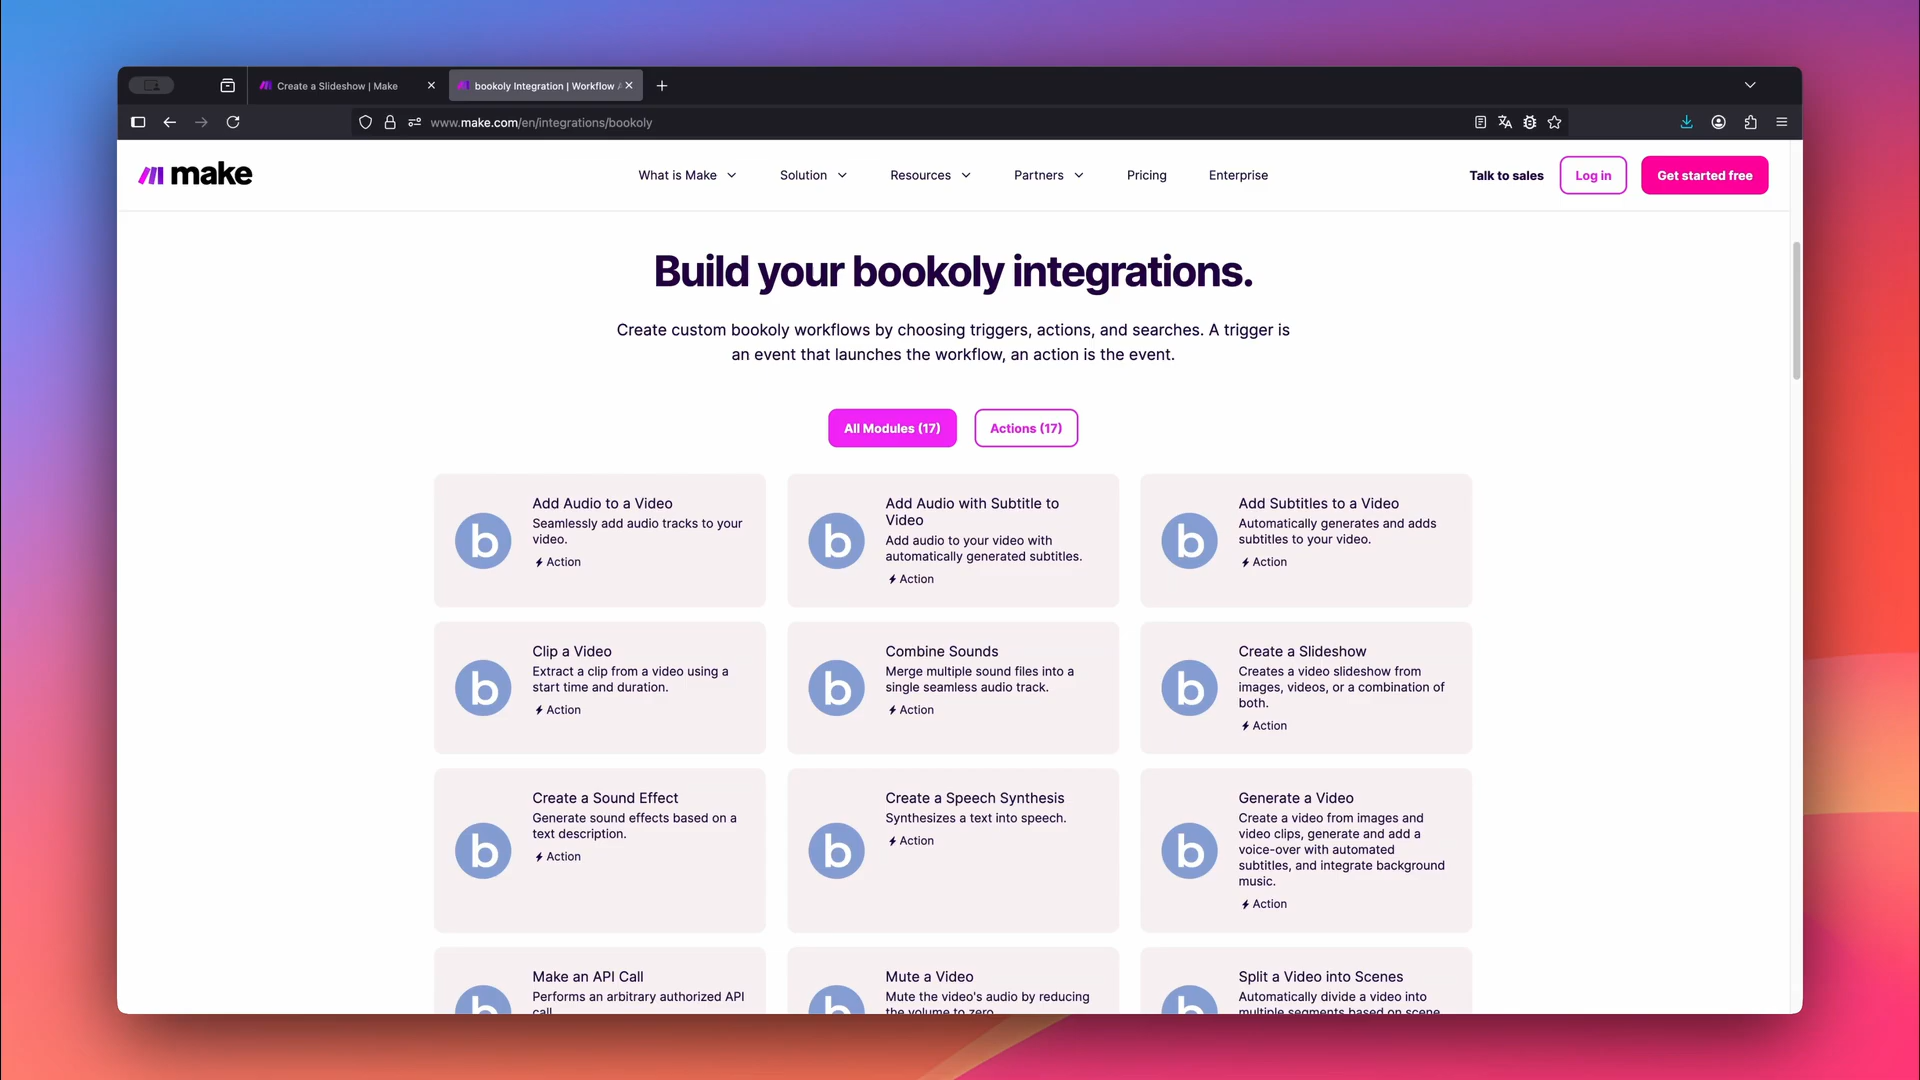 Create a Slideshow | Make
bookoly Integration | Workflow
www.make.com/en/integrations/bookoly
make
What is Make
Solution
Resources
Partners
Pricing
Enterprise
Talk to sales
Log in
Get started free
Build your bookoly integrations.
Create custom bookoly workflows by choosing triggers, actions, and searches. A trigger is
an event that launches the workflow, an action is the event.
All Modules (17)
Actions (17)
b
Add Audio to a Video
Seamlessly add audio tracks to your
video.
Action
b
Add Audio with Subtitle to
Video
Add audio to your video with
automatically generated subtitles.
Action
b
Add Subtitles to a Video
Automatically generates and adds
subtitles to your video.
Action
b
Clip a Video
Extract a clip from a video using a
start time and duration.
Action
b
Combine Sounds
Merge multiple sound files into a
single seamless audio track.
Action
b
Create a Slideshow
Creates a video slideshow from
images, videos, or a combination of
both.
Action
b
Create a Sound Effect
Generate sound effects based on a
text description.
Action
b
Create a Speech Synthesis
Synthesizes a text into speech.
Action
b
Generate a Video
Create a video from images and
video clips, generate and add a
voice-over with automated
subtitles, and integrate background
music.
Action
b
Make an API Call
Performs an arbitrary authorized API
call.
b
Mute a Video
Mute the video's audio by reducing
the volume to zero.
b
Split a Video into Scenes
Automatically divide a video into
multiple segments based on scene